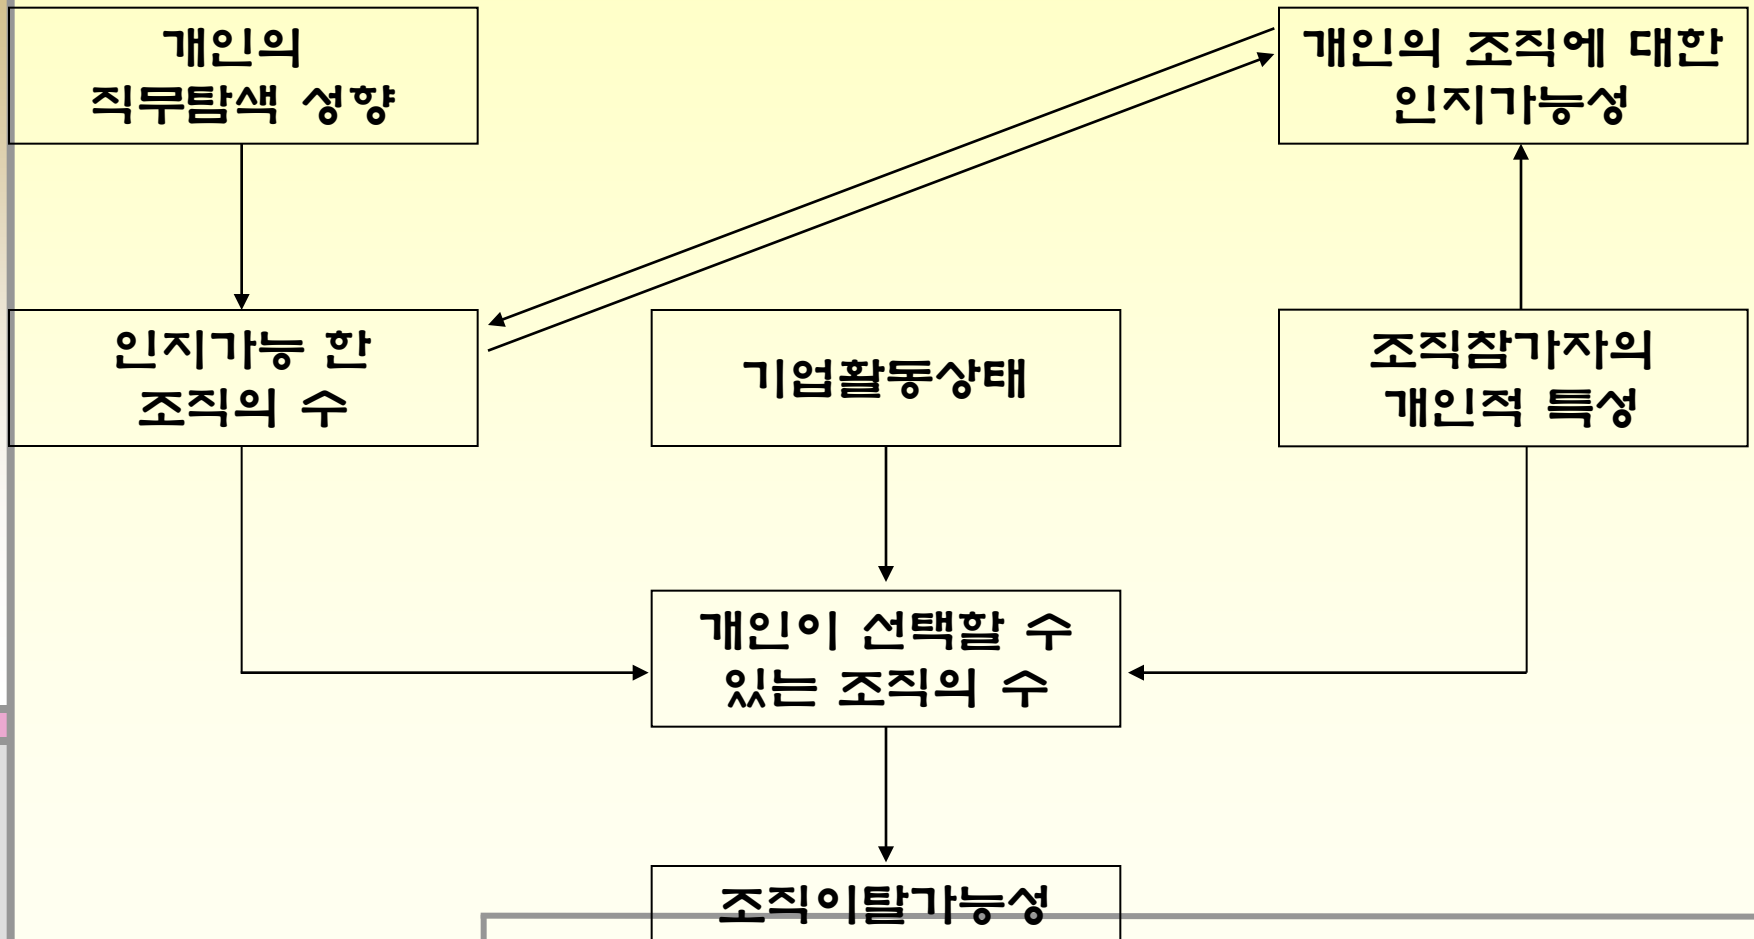 개인의
직무탐색 성향
개인의 조직에 대한
인지가능성
인지가능 한
조직의 수
기업활동상태
조직참가자의
개인적 특성
개인이 선택할 수
있는 조직의 수
조직이탈가능성